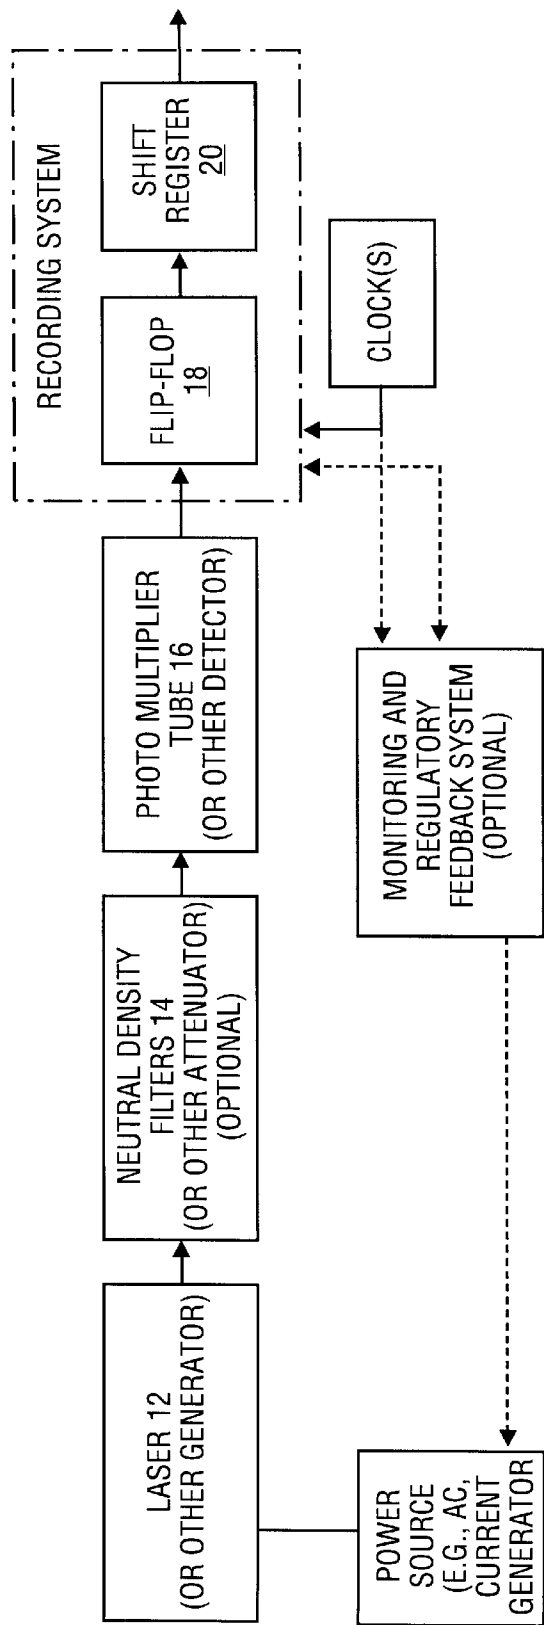 LASER 12
(OR OTHER GENERATOR)
NEUTRAL DENSITY
FILTERS 14
(OR OTHER ATTENUATOR)
(OPTIONAL)
PHOTO MULTIPLIER
TUBE 16
(OR OTHER DETECTOR)
RECORDING SYSTEM
FLIP-FLOP
18
SHIFT
REGISTER
20
POWER
SOURCE
(E.G., AC,
CURRENT
GENERATOR
MONITORING AND
REGULATORY
FEEDBACK SYSTEM
(OPTIONAL)
CLOCK(S)